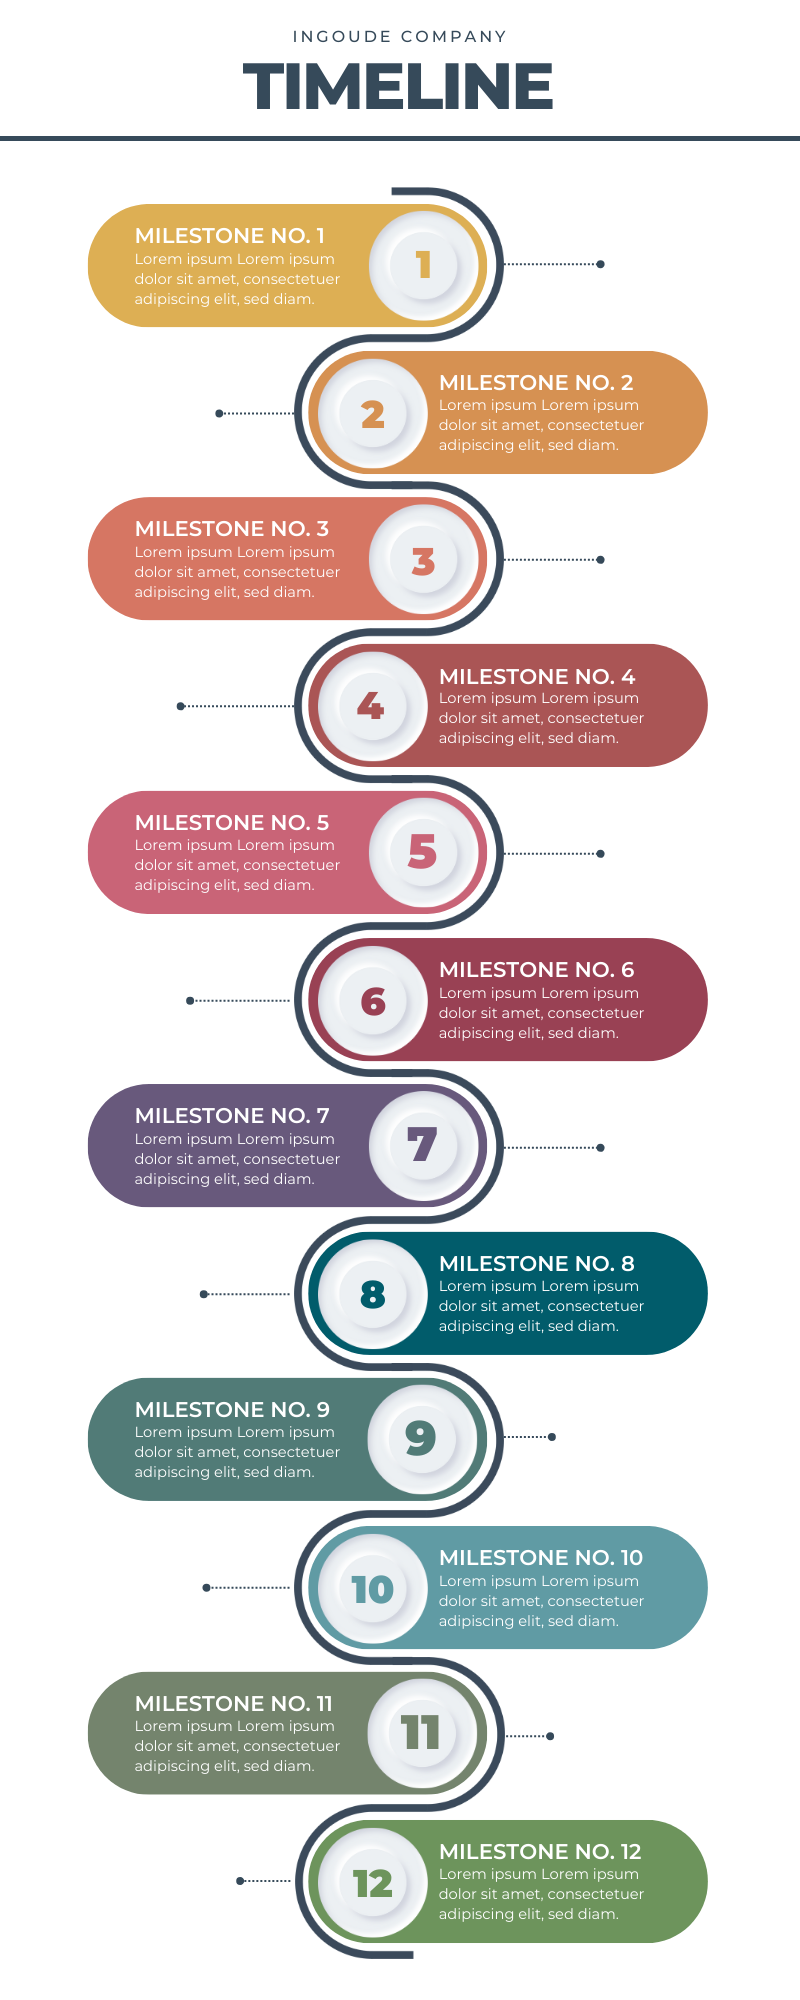 INGOUDE COMPANY
TIMELINE
MILESTONE NO. 1
Lorem ipsum Lorem ipsum
dolor sit amet, consectetuer
adipiscing elit, sed diam.
1
2
MILESTONE NO. 2
Lorem ipsum Lorem ipsum
dolor sit amet, consectetuer
adipiscing elit, sed diam.
MILESTONE NO. 3
Lorem ipsum Lorem ipsum
dolor sit amet, consectetuer
adipiscing elit, sed diam.
3
4
MILESTONE NO. 4
Lorem ipsum Lorem ipsum
dolor sit amet, consectetuer
adipiscing elit, sed diam.
MILESTONE NO. 5
Lorem ipsum Lorem ipsum
dolor sit amet, consectetuer
adipiscing elit, sed diam.
5
6
MILESTONE NO. 6
Lorem ipsum Lorem ipsum
dolor sit amet, consectetuer
adipiscing elit, sed diam.
MILESTONE NO. 7
Lorem ipsum Lorem ipsum
dolor sit amet, consectetuer
adipiscing elit, sed diam.
7
8
MILESTONE NO. 8
Lorem ipsum Lorem ipsum
dolor sit amet, consectetuer
adipiscing elit, sed diam.
MILESTONE NO. 9
Lorem ipsum Lorem ipsum
dolor sit amet, consectetuer
adipiscing elit, sed diam.
9
10
MILESTONE NO. 10
Lorem ipsum Lorem ipsum
dolor sit amet, consectetuer
adipiscing elit, sed diam.
MILESTONE NO. 11
Lorem ipsum Lorem ipsum
dolor sit amet, consectetuer
adipiscing elit, sed diam.
11
12
MILESTONE NO. 12
Lorem ipsum Lorem ipsum
dolor sit amet, consectetuer
adipiscing elit, sed diam.